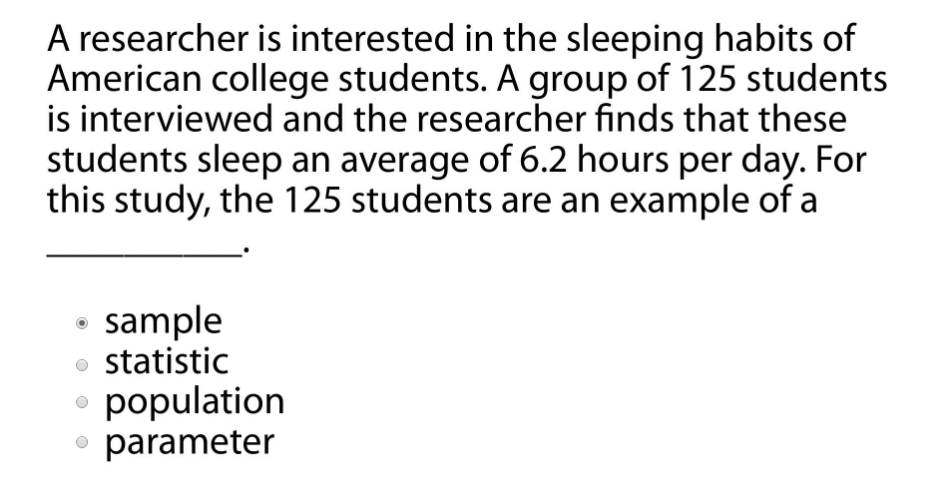 A researcher is interested in the sleeping habits of
American college students. A group of 125 students
is interviewed and the researcher finds that these
students sleep an average of 6.2 hours per day. For
this study, the 125 students are an example of a
___________.
sample
statistic
population
parameter